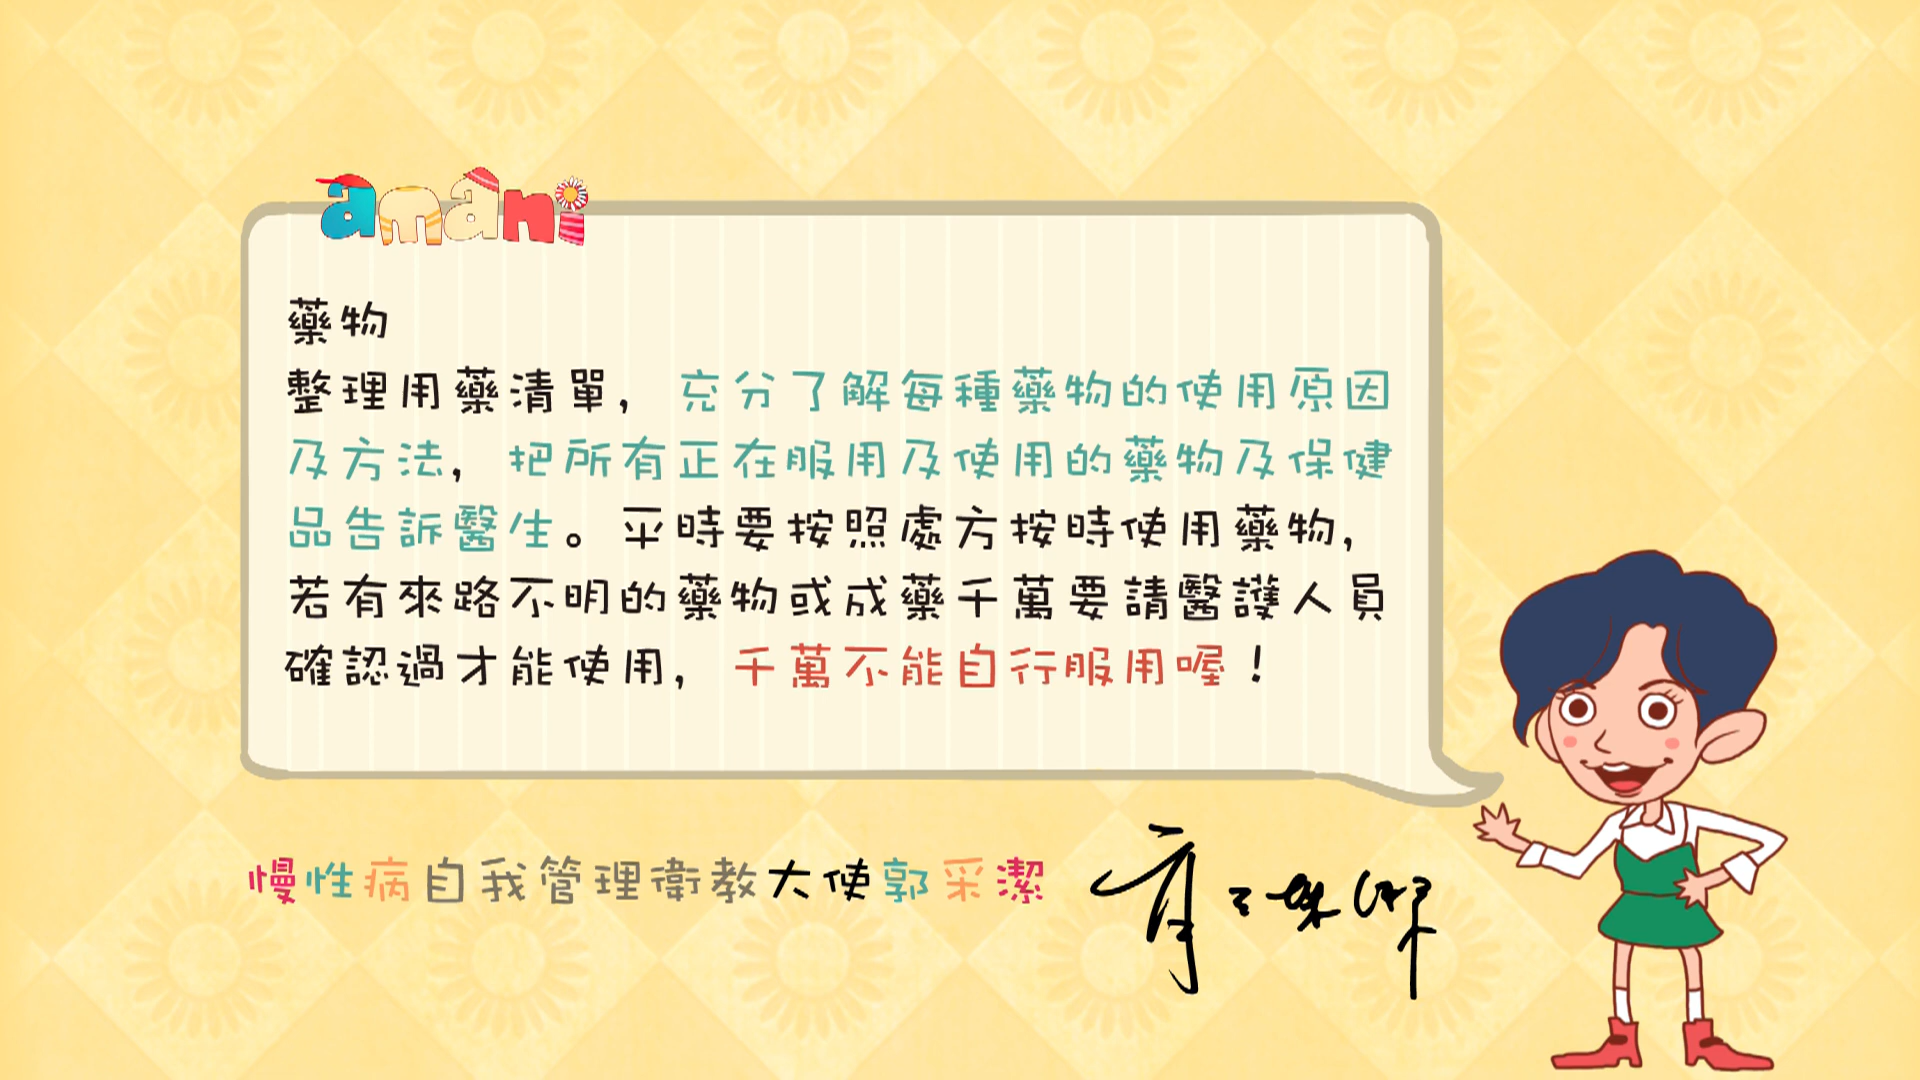 amani
藥物
整理用藥清單，充分了解每種藥物的使用原因
及方法，把所有正在服用及使用的藥物及保健
品告訴醫生。平時要按照處方按時使用藥物，
若有來路不明的藥物或成藥千萬要請醫護人員
確認過才能使用，千萬不能自行服用喔！
慢性病自我管理衛教大使郭采潔